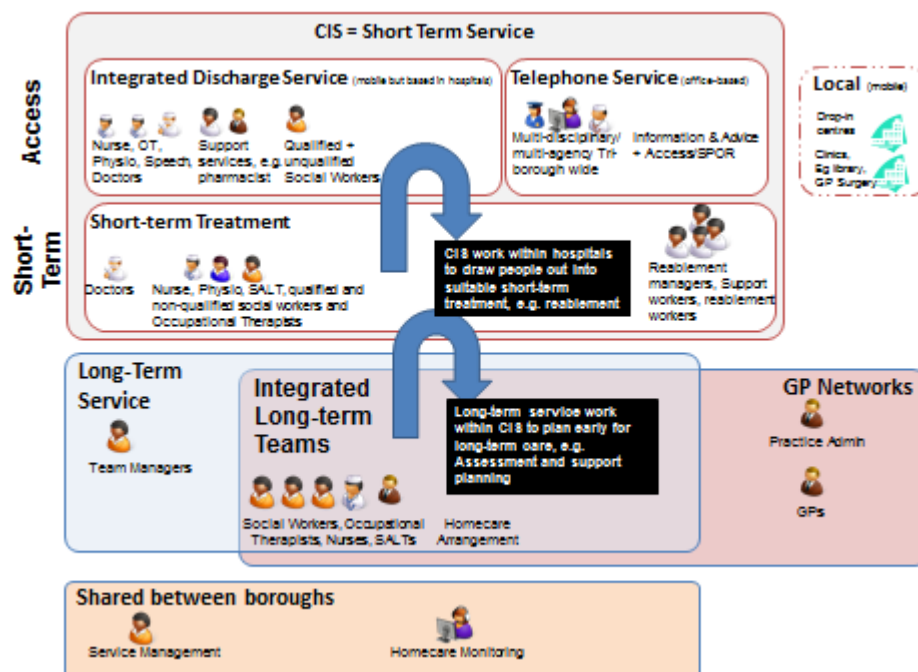 CIS = Short Term Service
Access
Integrated Discharge Service (mobile but based in hospitals)
Nurse, OT,
Physio, Speech,
Doctors
Support
services, e.g.
pharmacist
Qualified +
unqualified
Social Workers
Telephone Service (office-based)
Multi-disciplinary/
multi-agency Tri-
borough wide
Information & Advice
+ Access/SPOR
Local (mobile)
Drop-in
centres
Clinics,
Eg library,
GP Surgery
Short-
Term
Short-term Treatment
Doctors
Nurse, Physio, SALT, qualified and
non-qualified social workers and
Occupational Therapists
CIS work within hospitals
to draw people out into
suitable short-term
treatment, e.g. reablement
Reablement
managers, Support
workers, reablement
workers
Long-Term
Service
Team Managers
Integrated
Long-term
Teams
Social Workers, Occupational
Therapists, Nurses, SALTs
Homecare
Arrangement
Long-term service work
within CIS to plan early for
long-term care, e.g.
Assessment and support
planning
GP Networks
Practice Admin
GPs
Shared between boroughs
Service Management
Homecare Monitoring